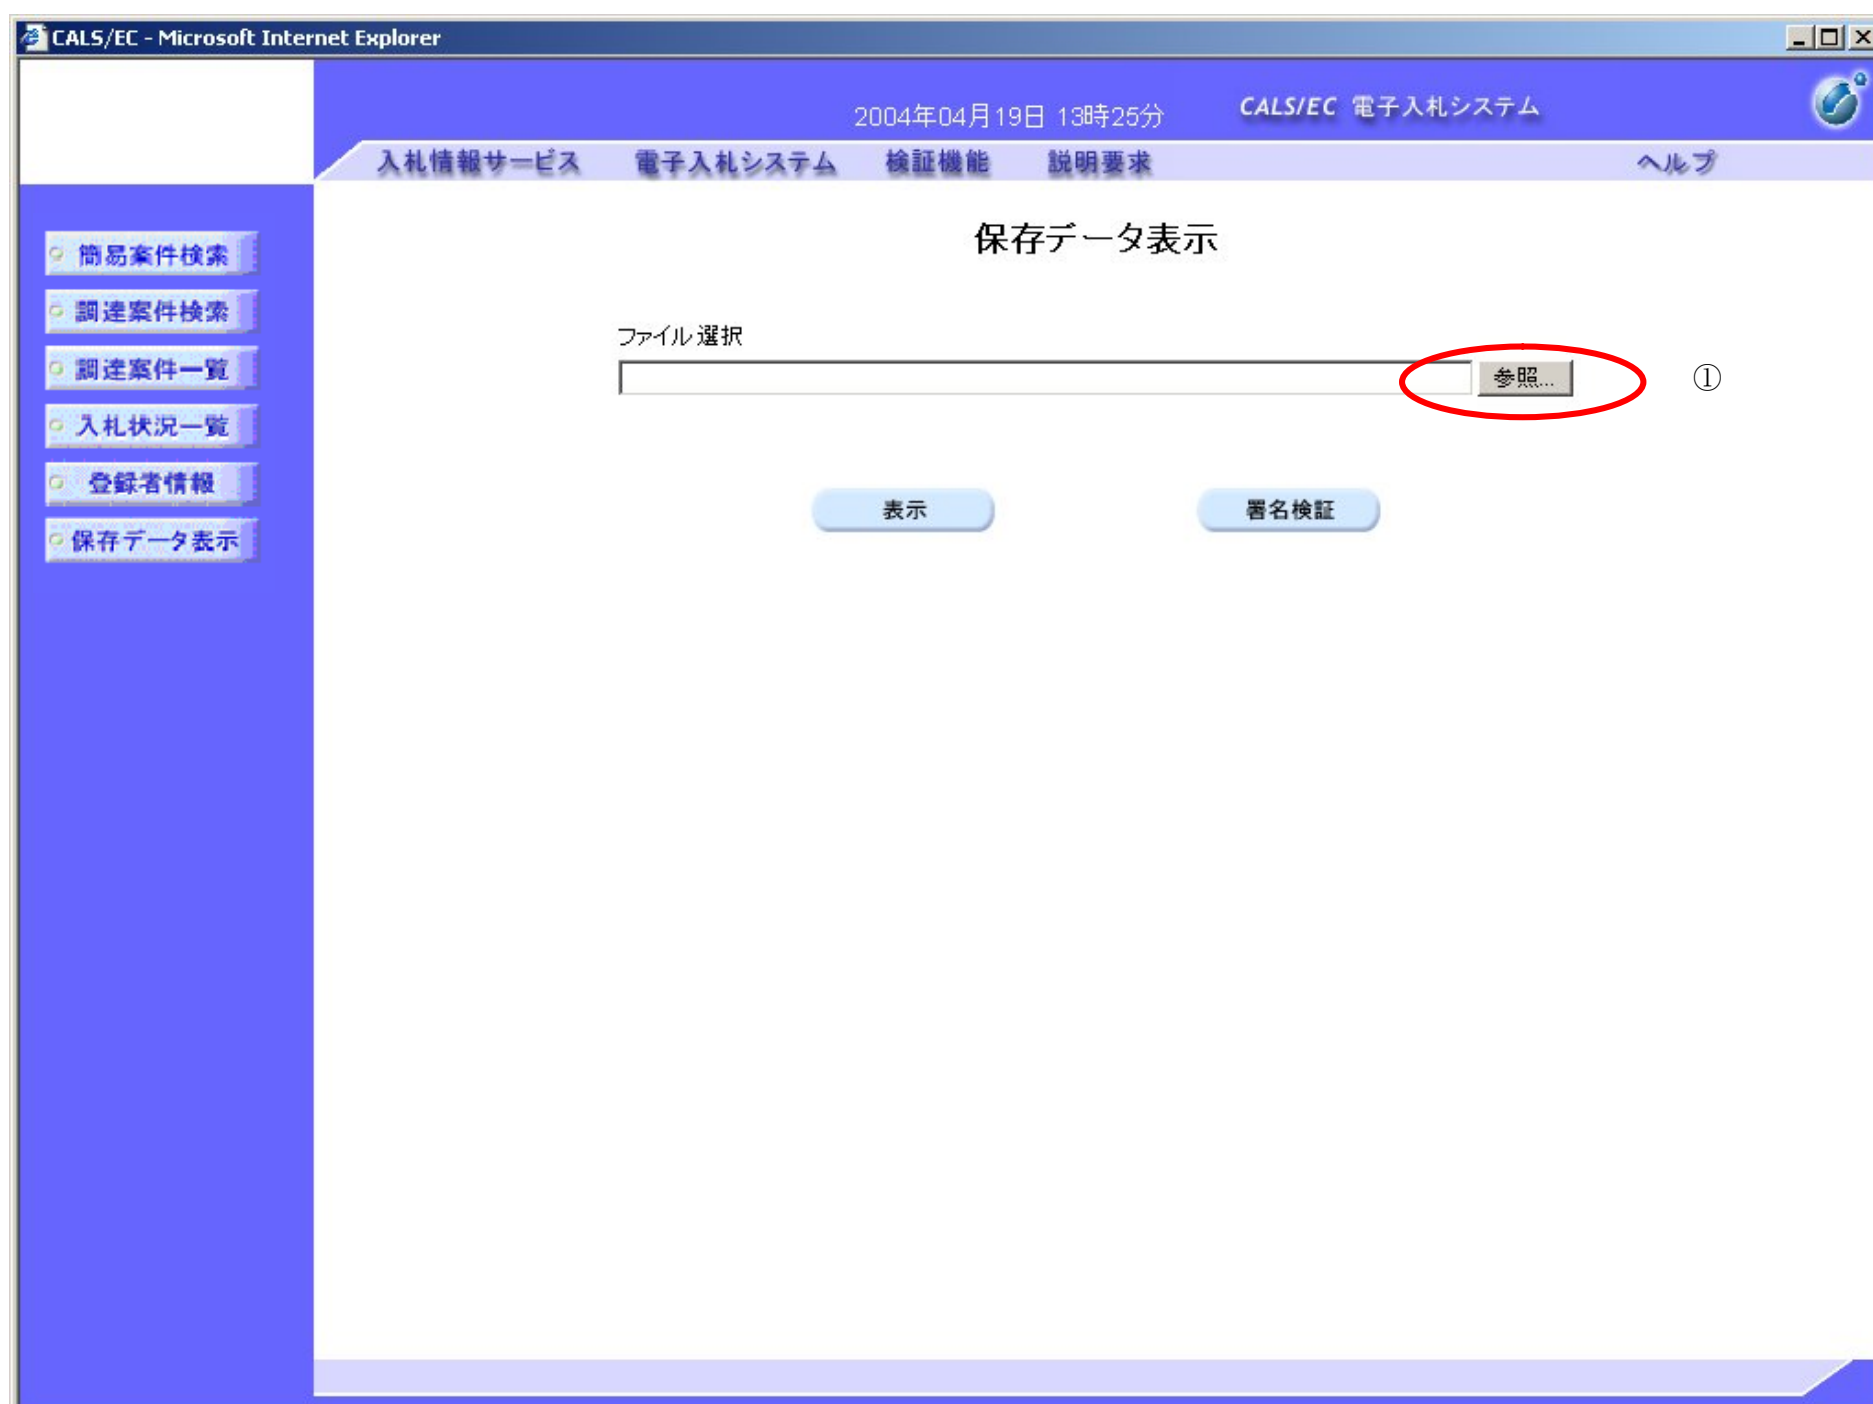 CALS/EC - Microsoft Internet Explorer
2004年04月19日 13時25分
CALS/EC 電子入札システム
入札情報サービス 電子入札システム 検証機能 説明要求 ヘルプ
簡易案件検索
調達案件検索
調達案件一覧
入札状況一覧
登録者情報
保存データ表示
保存データ表示
ファイル選択
参照...
①
表示
署名検証